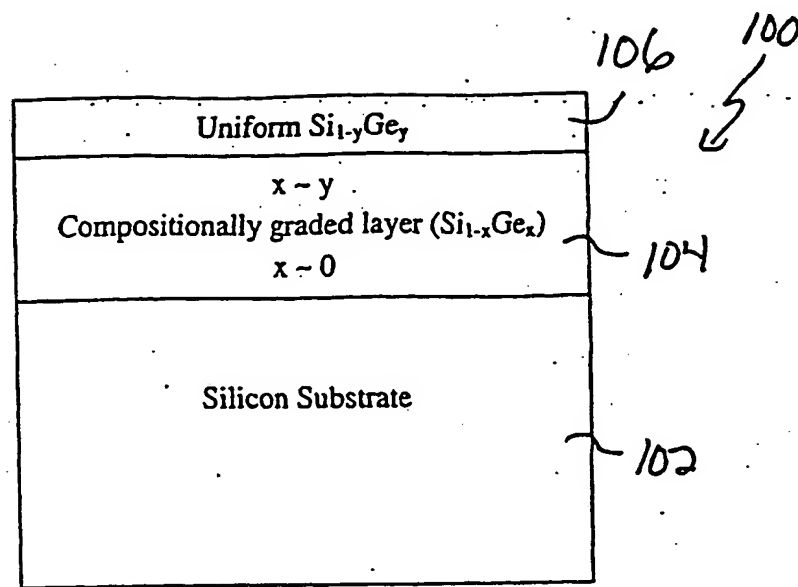 100
106
Uniform Si₁₋yGey
x ~ y
Compositionally graded layer (Si₁₋ₓGeₓ)
104
x ~ 0
Silicon Substrate
102